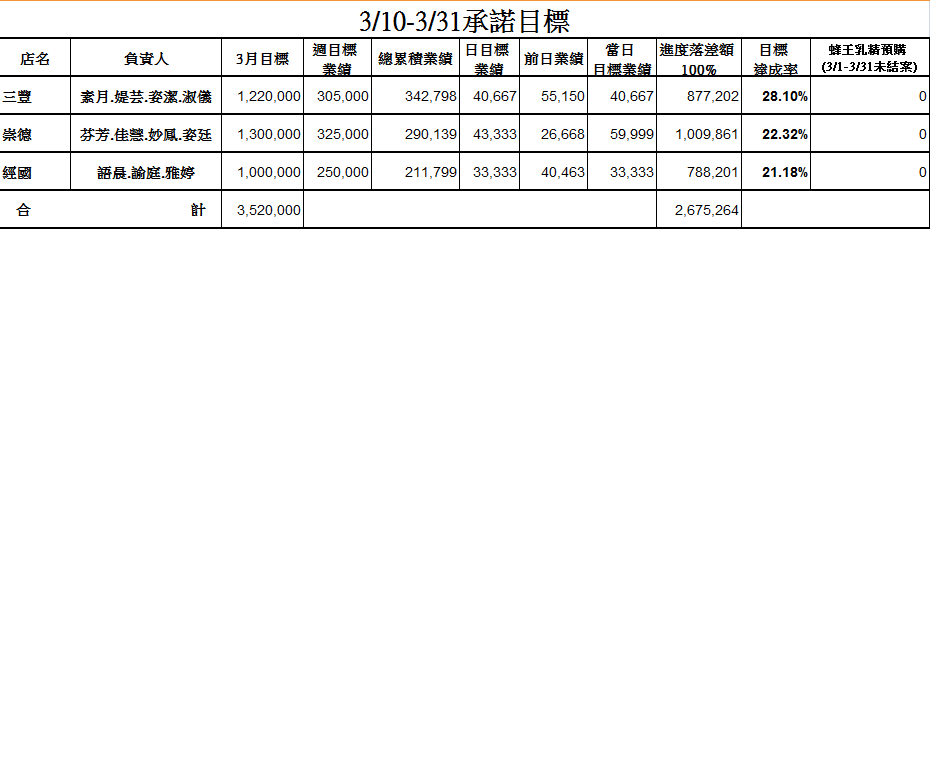 3/10-3/31承諾目標
店名 負責人 3月目標 週目標業績 總累積業績 日目標業績 前日業績 當日目標業績 進度落差額100% 目標達成率 蜂王乳精預購(3/1-3/31未結案)
三豐 素月.媞芸.姿潔.淑儀 1,220,000 305,000 342,798 40,667 55,150 40,667 877,202 28.10% 0
崇德 芬芳.佳慧.妙鳳.姿廷 1,300,000 325,000 290,139 43,333 26,668 59,999 1,009,861 22.32% 0
經國 語晨.諭庭.雅婷 1,000,000 250,000 211,799 33,333 40,463 33,333 788,201 21.18% 0
合 計 3,520,000 2,675,264